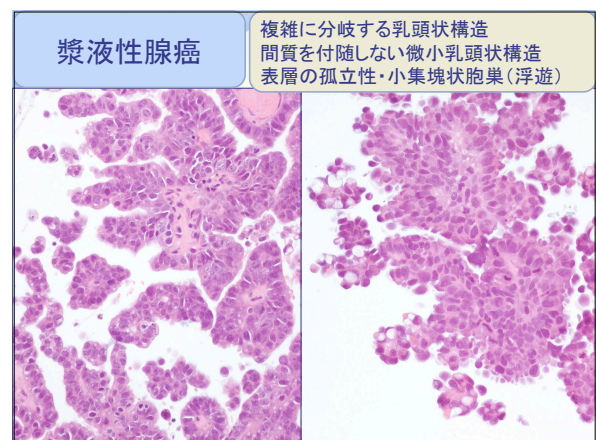 漿液性腺癌
複雑に分岐する乳頭状構造
間質を付随しない微小乳頭状構造
表層の孤立性・小集塊状胞巣（浮遊）